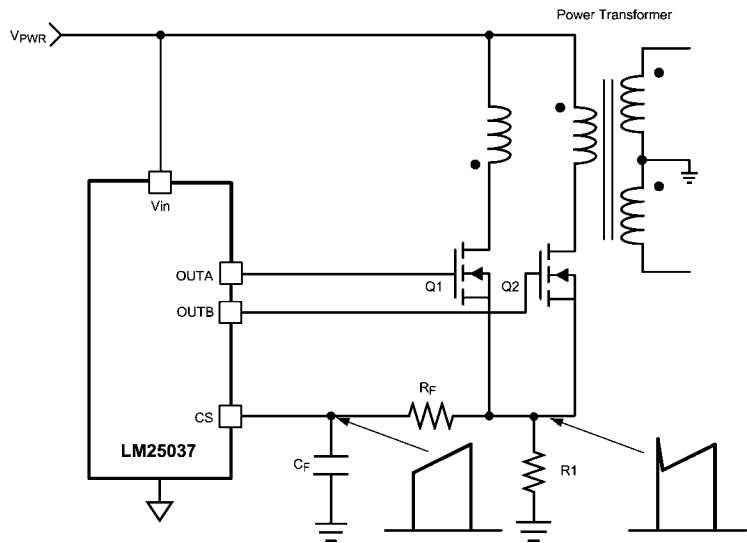 Power Transformer
VPWR
Vin
OUTA
Q1
Q2
OUTB
RF
CS
LM25037
CF
R1